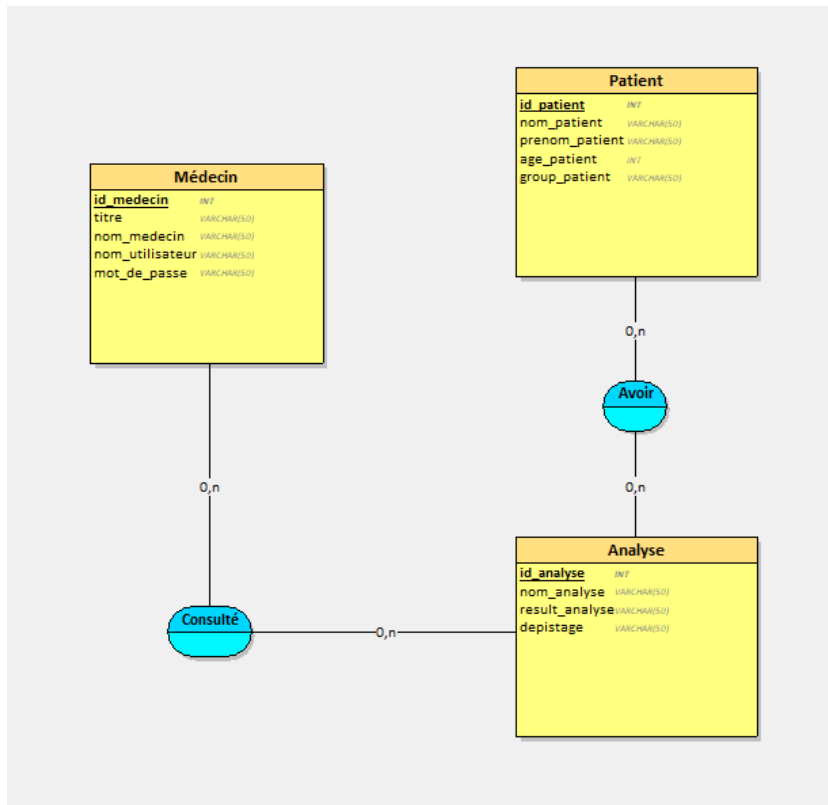 Patient
id_patient INT
nom_patient VARCHAR(50)
prenom_patient VARCHAR(50)
age_patient INT
group_patient VARCHAR(50)
Médecin
id_medecin INT
titre VARCHAR(50)
nom_medecin VARCHAR(50)
nom_utilisateur VARCHAR(50)
mot_de_passe VARCHAR(50)
0,n
Avoir
0,n
0,n
Analyse
id_analyse INT
nom_analyse VARCHAR(50)
result_analyse VARCHAR(50)
depistage VARCHAR(50)
Consulté
0,n